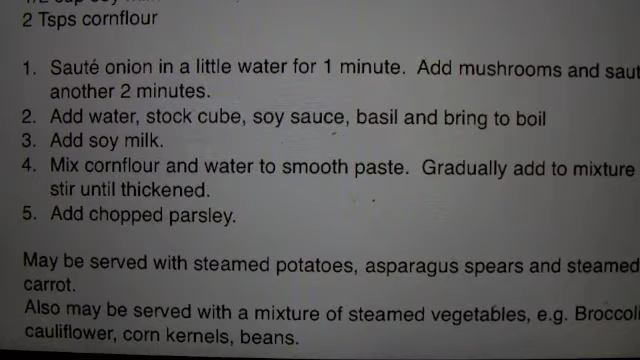 2 Tsps cornflour
1. Sauté onion in a little water for 1 minute. Add mushrooms and
another 2 minutes.
2. Add water, stock cube, soy sauce, basil and bring to boil
3. Add soy milk.
4. Mix cornflour and water to smooth paste. Gradually add to mixture
stir until thickened.
5. Add chopped parsley.
May be served with steamed potatoes, asparagus spears and steamed
carrot.
Also may be served with a mixture of steamed vegetables, e.g. Broccoli
cauliflower, corn kernels, beans.